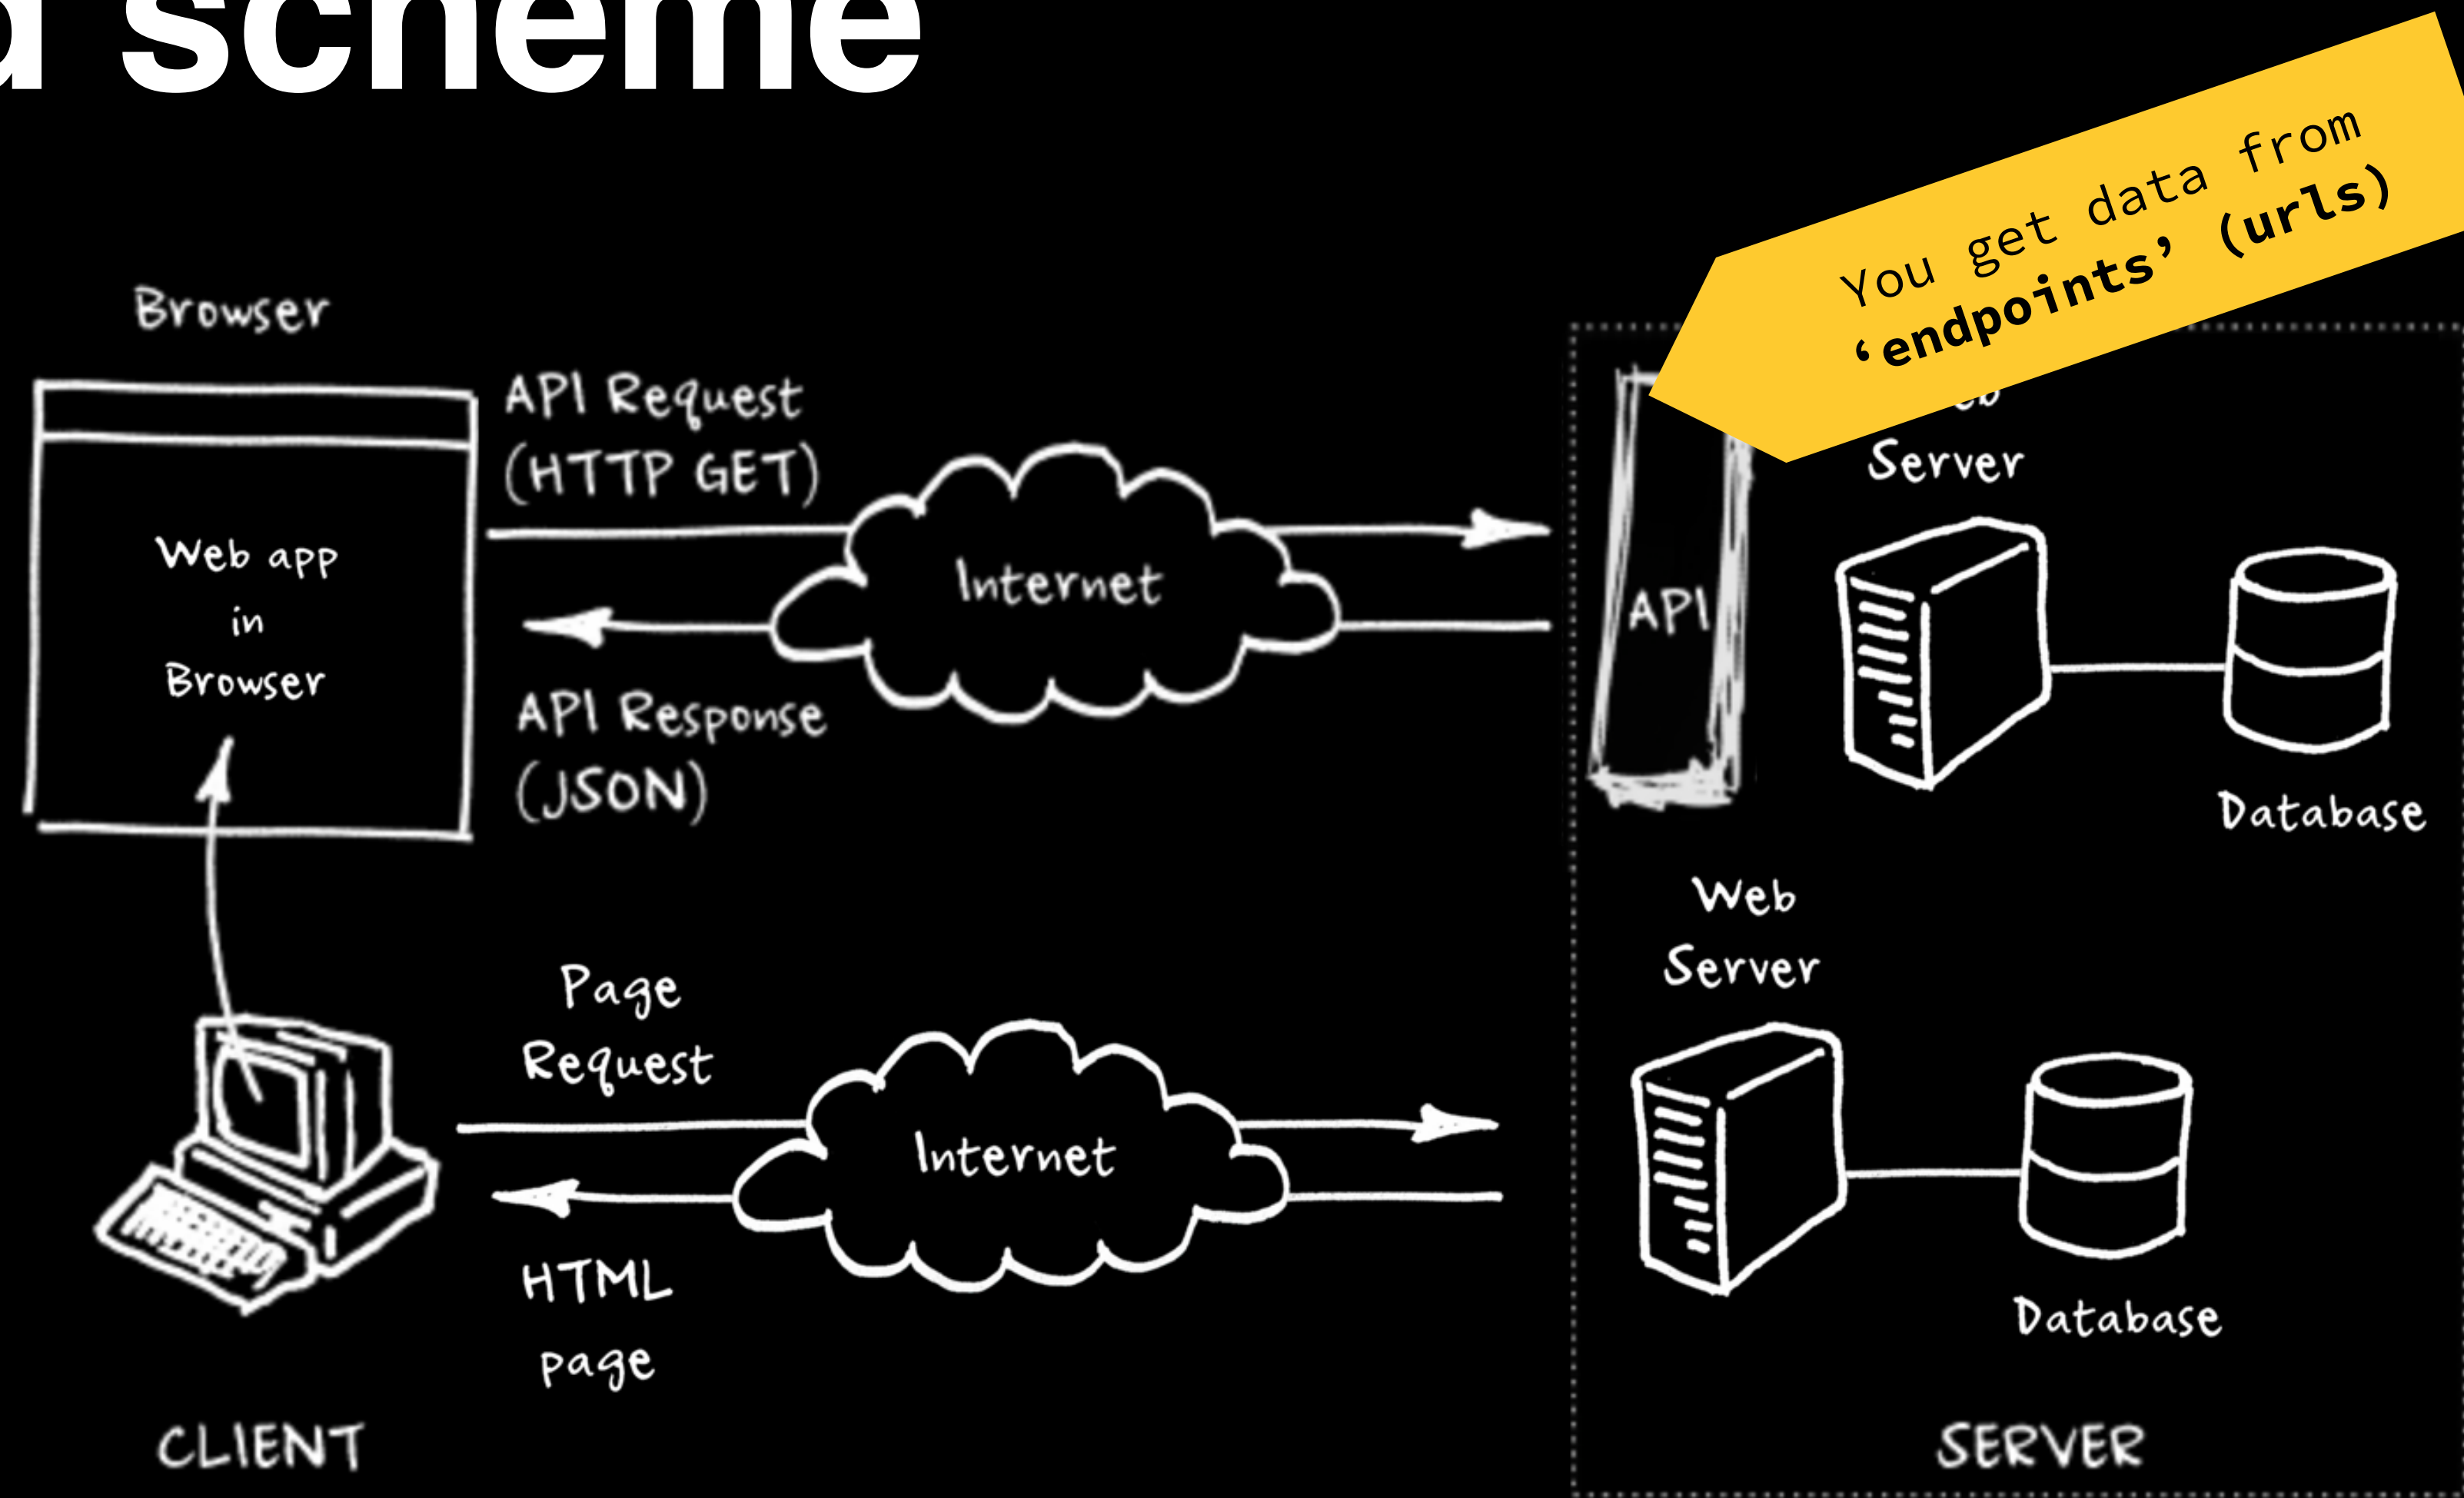 scheme
You get data from
‘endpoints’ (urls)
Browser
API Request
(HTTP GET)
Web app
in
Browser
Internet
API Response
(JSON)
API
Server
Database
Page
Request
Internet
HTML
page
Web
Server
Database
CLIENT
SERVER